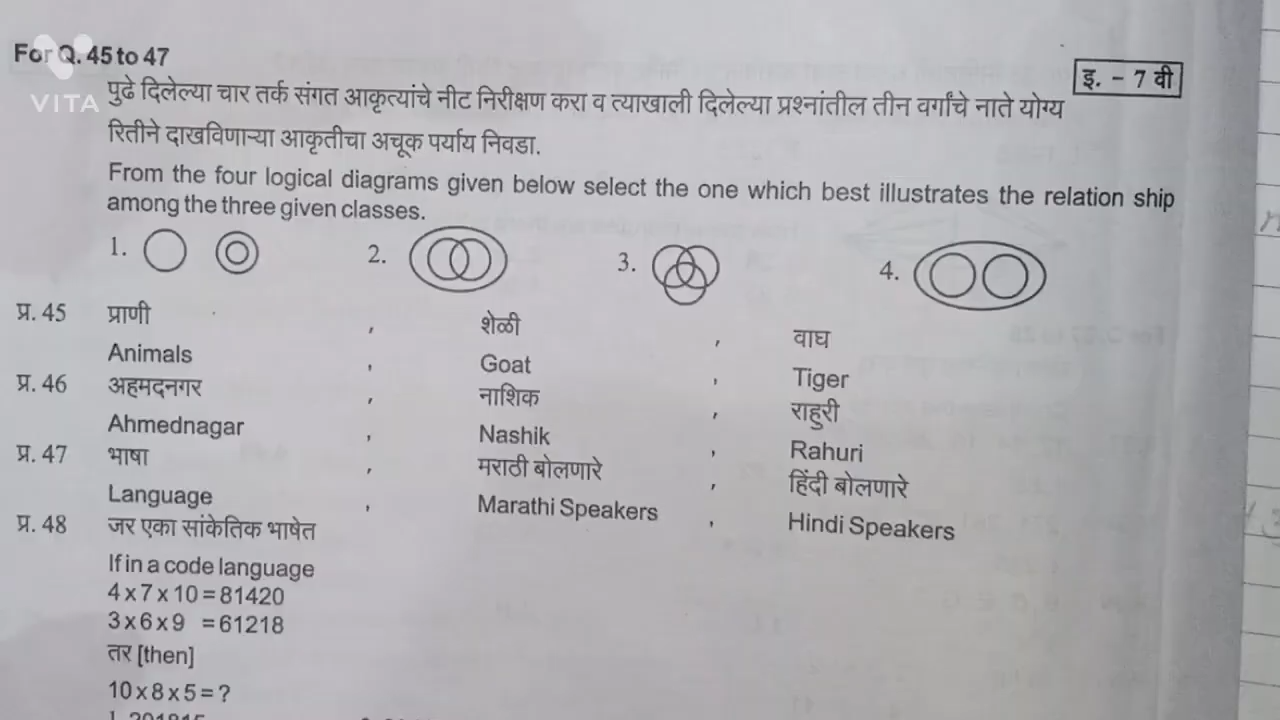 For Q. 45 to 47
VITA
इ. - 7 वी
पुढे दिलेल्या चार तर्क संगत आकृत्यांचे नीट निरीक्षण करा व त्याखाली दिलेल्या प्रश्नांतील तीन वर्गांचे नाते योग्य
रितीने दाखविणाऱ्या आकृतीचा अचूक पर्याय निवडा.
From the four logical diagrams given below select the one which best illustrates the relation ship
among the three given classes.
1. 2. 3. 4.
प्र. 45 प्राणी , शेळी , वाघ
Animals , Goat , Tiger
प्र. 46 अहमदनगर , नाशिक , राहुरी
Ahmednagar , Nashik , Rahuri
प्र. 47 भाषा , मराठी बोलणारे , हिंदी बोलणारे
Language , Marathi Speakers , Hindi Speakers
प्र. 48 जर एका सांकेतिक भाषेत
If in a code language
4 x 7 x 10 = 81420
3 x 6 x 9 = 61218
तर [then]
10 x 8 x 5 = ?